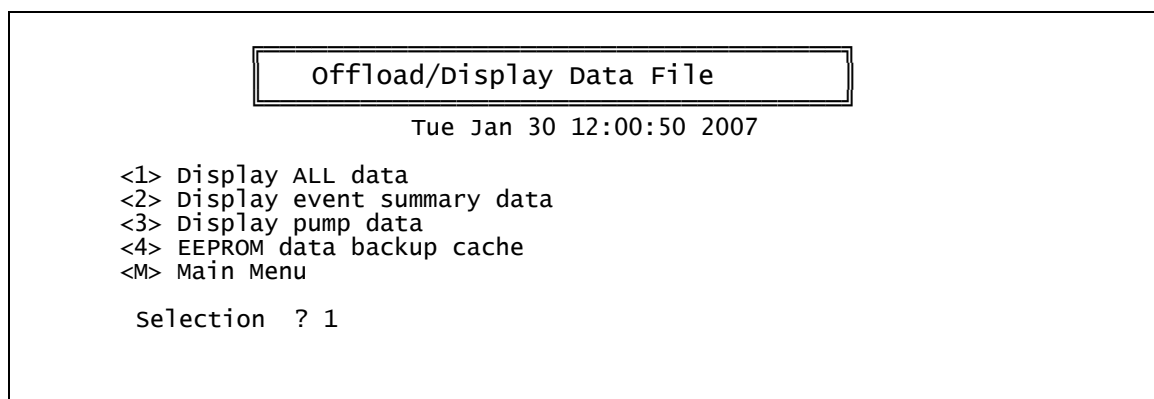 Offload/Display Data File
Tue Jan 30 12:00:50 2007
<1> Display ALL data
<2> Display event summary data
<3> Display pump data
<4> EEPROM data backup cache
<M> Main Menu
Selection ? 1